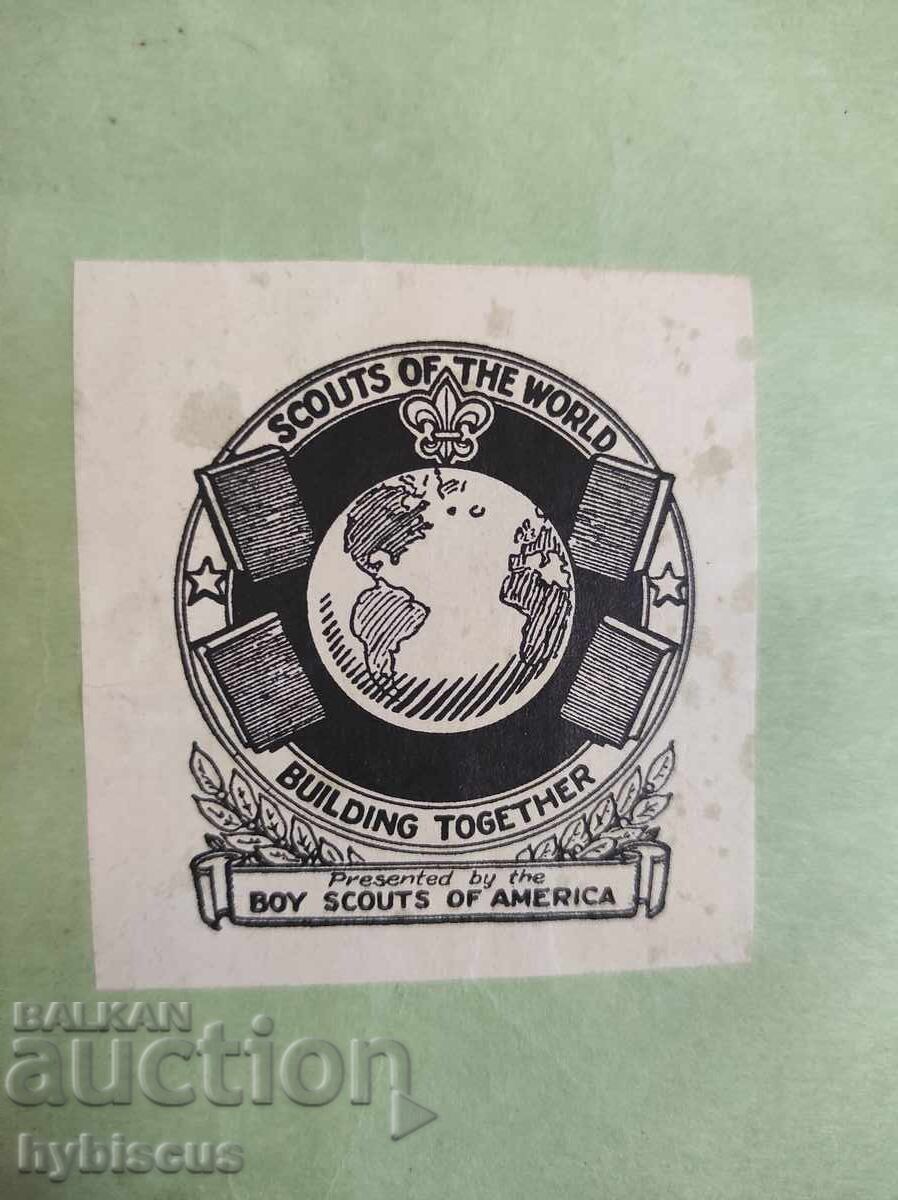 SCOUTS OF THE WORLD
BUILDING TOGETHER
Presented by the
BOY SCOUTS OF AMERICA
BALKAN
auction
hybiscus